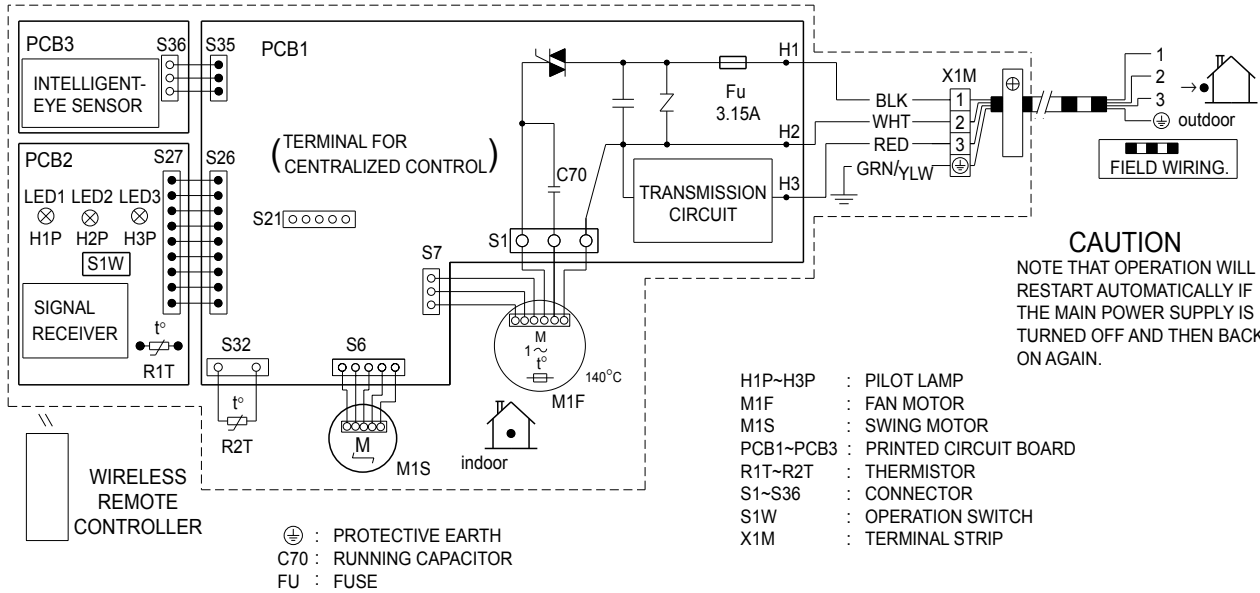 PCB3
S36
S35
PCB1
INTELLIGENT-
EYE SENSOR
H1
Fu
3.15A
X1M
BLK
1
WHT
2
RED
3
GRN/YLW
H2
H3
1
2
3
outdoor
FIELD WIRING.
(TERMINAL FOR
CENTRALIZED CONTROL)
C70
TRANSMISSION
CIRCUIT
PCB2
S27
S26
LED1 LED2 LED3
H1P H2P H3P
S1W
S21
S1
S7
SIGNAL
RECEIVER
t°
R1T
S32
t°
R2T
S6
M
M1S
M
1~
t°
140°C
M1F
indoor
WIRELESS
REMOTE
CONTROLLER
CAUTION
NOTE THAT OPERATION WILL
RESTART AUTOMATICALLY IF
THE MAIN POWER SUPPLY IS
TURNED OFF AND THEN BACK
ON AGAIN.
H1P~H3P : PILOT LAMP
M1F : FAN MOTOR
M1S : SWING MOTOR
PCB1~PCB3 : PRINTED CIRCUIT BOARD
R1T~R2T : THERMISTOR
S1~S36 : CONNECTOR
S1W : OPERATION SWITCH
X1M : TERMINAL STRIP
: PROTECTIVE EARTH
C70 : RUNNING CAPACITOR
FU : FUSE